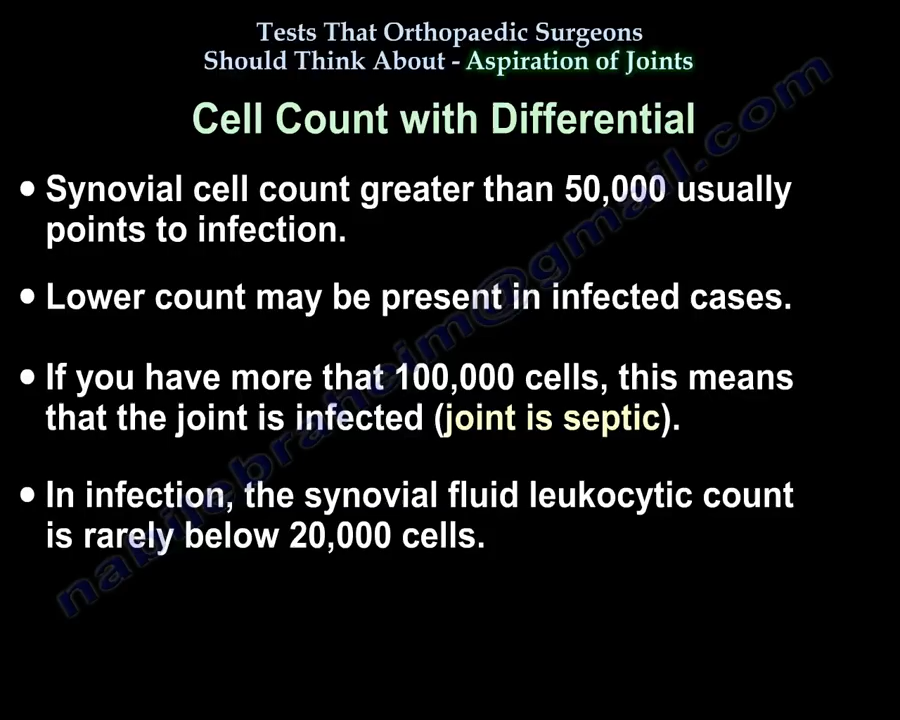 Tests That Orthopaedic Surgeons
Should Think About - Aspiration of Joints
Cell Count with Differential
• Synovial cell count greater than 50,000 usually
points to infection.
• Lower count may be present in infected cases.
• If you have more that 100,000 cells, this means
that the joint is infected (joint is septic).
• In infection, the synovial fluid leukocytic count
is rarely below 20,000 cells.
nabilebraheim@gmail.com